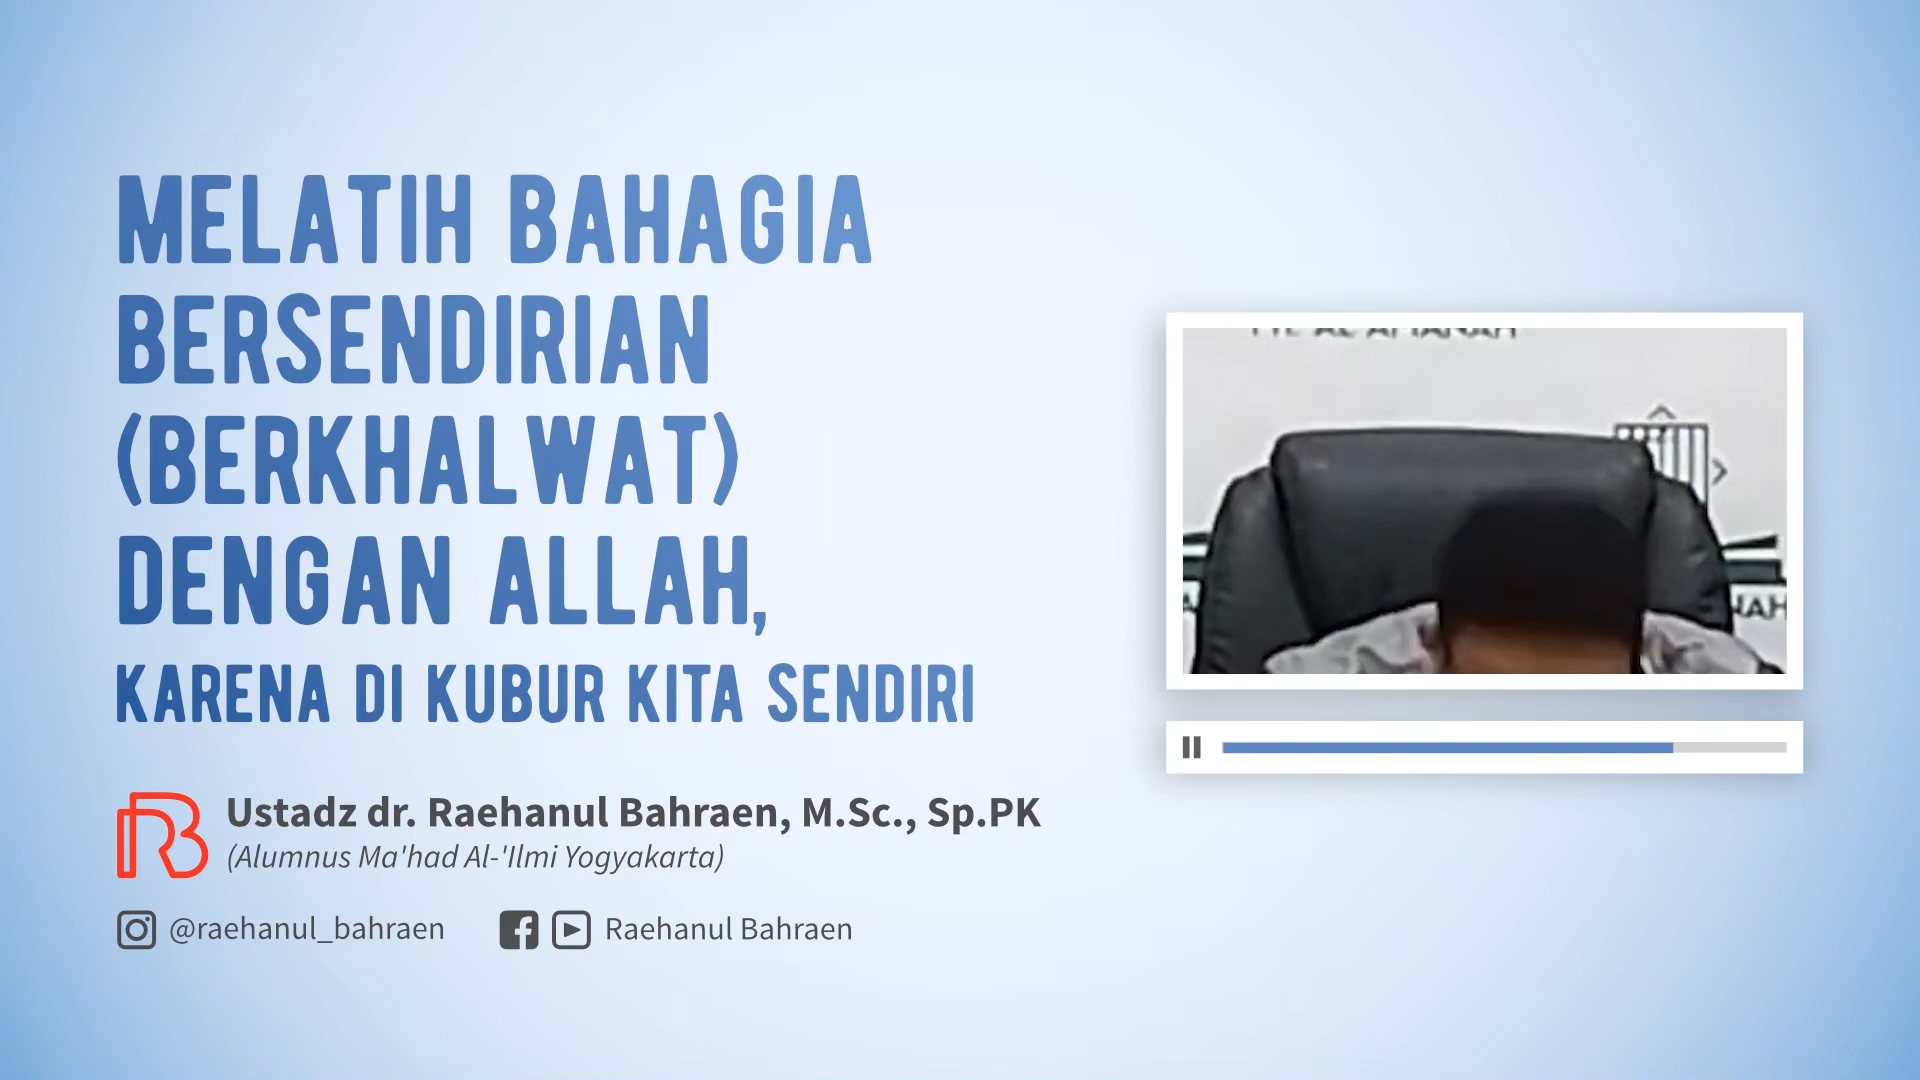 MELATIH BAHAGIA
BERSENDIRIAN
(BERKHALWAT)
DENGAN ALLAH,
KARENA DI KUBUR KITA SENDIRI
Ustadz dr. Raehanul Bahraen, M.Sc., Sp.PK
(Alumnus Ma'had Al-'Ilmi Yogyakarta)
@raehanul_bahraen
Raehanul Bahraen